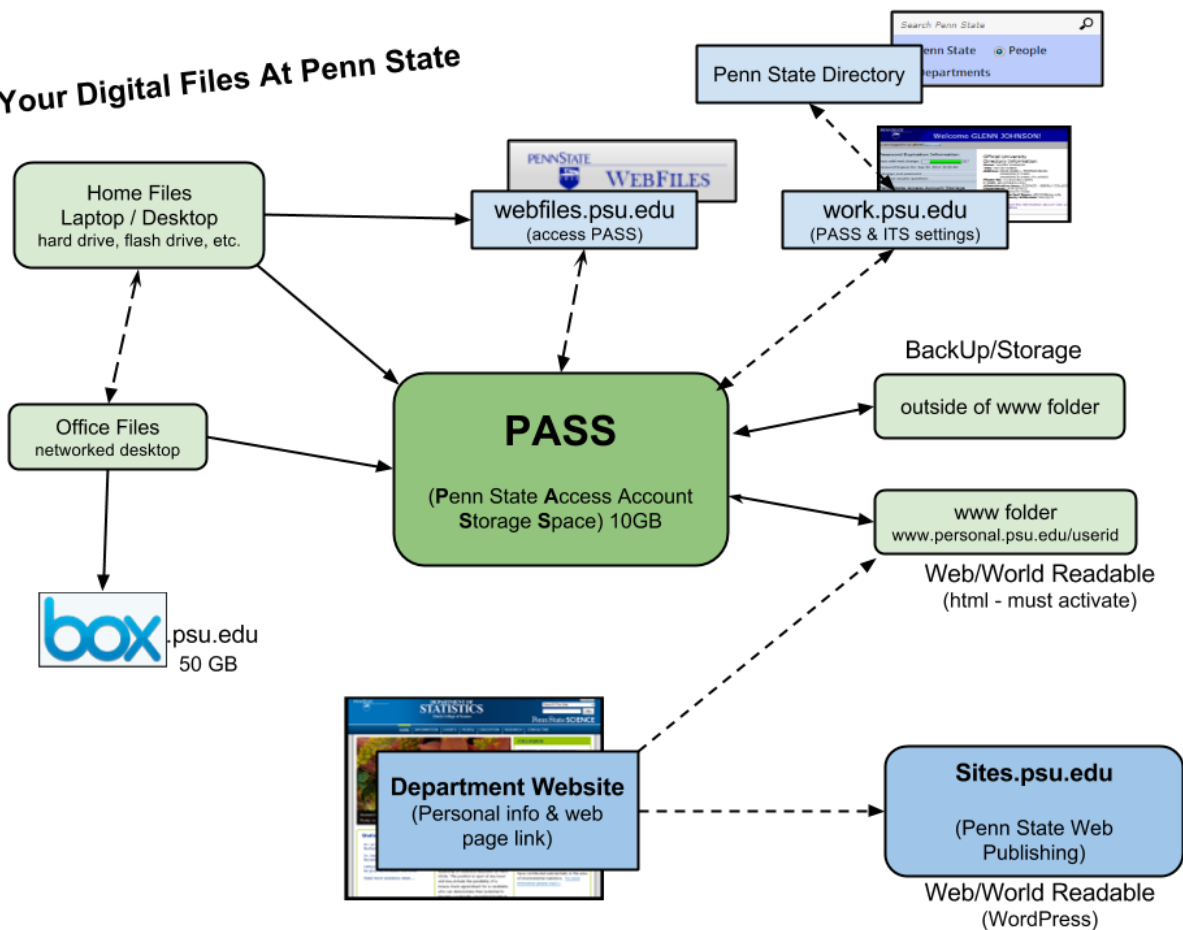 Your Digital Files At Penn State
Search Penn State
Penn State
People
Departments
Penn State Directory
Welcome GLENN JOHNSON!
PENNSTATE
WEBFILES
webfiles.psu.edu
(access PASS)
work.psu.edu
(PASS & ITS settings)
Home Files
Laptop / Desktop
hard drive, flash drive, etc.
Office Files
networked desktop
box.psu.edu
50 GB
PASS
(Penn State Access Account
Storage Space) 10GB
BackUp/Storage
outside of www folder
www folder
www.personal.psu.edu/userid
Web/World Readable
(html - must activate)
STATISTICS
Penn State SCIENCE
Department Website
(Personal info & web
page link)
Sites.psu.edu
(Penn State Web
Publishing)
Web/World Readable
(WordPress)